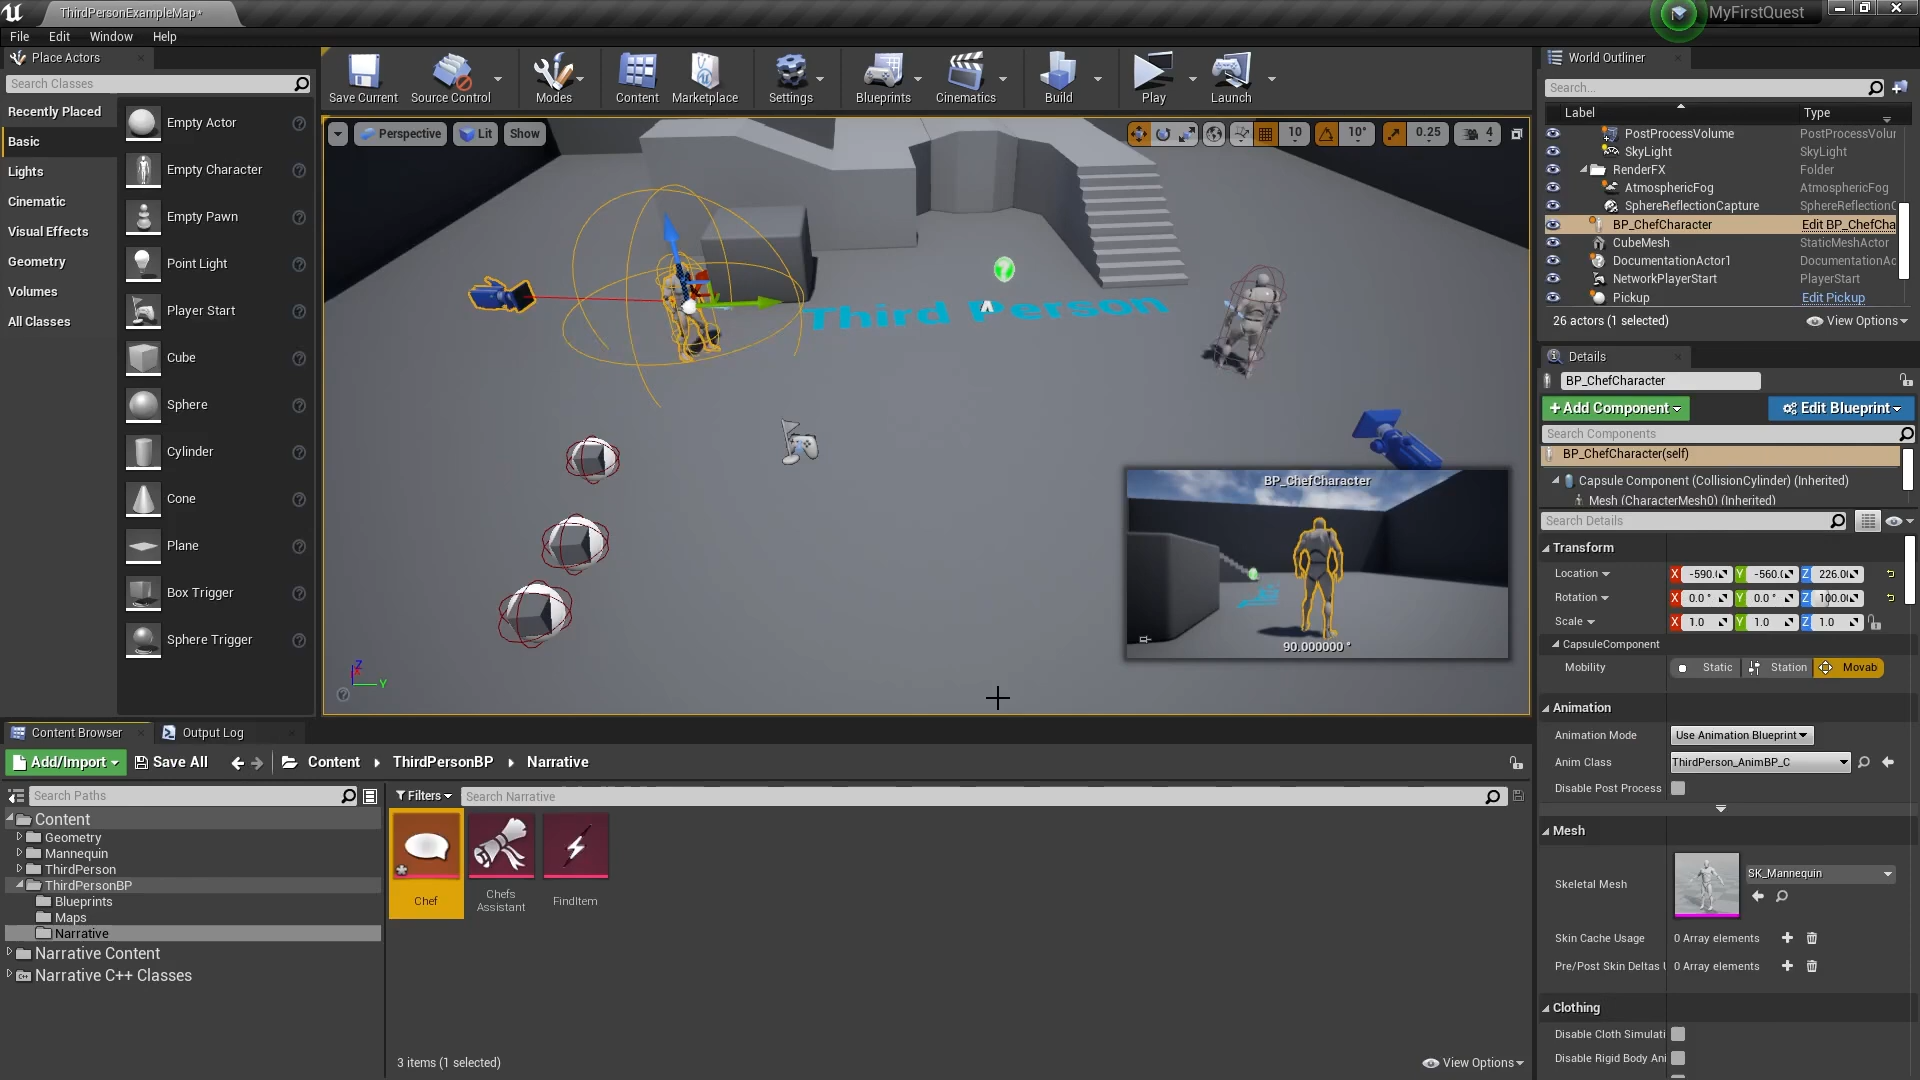 ThirdPersonExampleMap*
MyFirstQuest
File Edit Window Help
Place Actors
Search Classes
Recently Placed
Basic
Lights
Cinematic
Visual Effects
Geometry
Volumes
All Classes
Empty Actor
Empty Character
Empty Pawn
Point Light
Player Start
Cube
Sphere
Cylinder
Cone
Plane
Box Trigger
Sphere Trigger
Save Current
Source Control
Modes
Content
Marketplace
Settings
Blueprints
Cinematics
Build
Play
Launch
Perspective
Lit
Show
10
10°
0.25
4
Third Person
BP_ChefCharacter
90.000000 °
Z
Y
World Outliner
Search...
Label Type
PostProcessVolume PostProcessVolur
SkyLight SkyLight
RenderFX Folder
AtmosphericFog AtmosphericFog
SphereReflectionCapture SphereReflectionC
BP_ChefCharacter Edit BP_ChefCha
CubeMesh StaticMeshActor
DocumentationActor1 DocumentationAc
NetworkPlayerStart PlayerStart
Pickup Edit Pickup
26 actors (1 selected)
View Options
Details
BP_ChefCharacter
+Add Component
Edit Blueprint
Search Components
BP_ChefCharacter(self)
Capsule Component (CollisionCylinder) (Inherited)
Mesh (CharacterMesh0) (Inherited)
Search Details
Transform
Location X -590.( Y -560.( Z 226.0(
Rotation X 0.0 ° Y 0.0 ° Z 100.0(
Scale X 1.0 Y 1.0 Z 1.0
CapsuleComponent
Mobility Static Station Movab
Animation
Animation Mode Use Animation Blueprint
Anim Class ThirdPerson_AnimBP_C
Disable Post Process
Mesh
Skeletal Mesh SK_Mannequin
Skin Cache Usage 0 Array elements
Pre/Post Skin Deltas U 0 Array elements
Clothing
Disable Cloth Simulati
Disable Rigid Body Ani
Content Browser
Output Log
Add/Import
Save All
Content
ThirdPersonBP
Narrative
Search Paths
Filters
Search Narrative
Content
Geometry
Mannequin
ThirdPerson
ThirdPersonBP
Blueprints
Maps
Narrative
Narrative Content
Narrative C++ Classes
Chef
Chefs
Assistant
FindItem
3 items (1 selected)
View Options